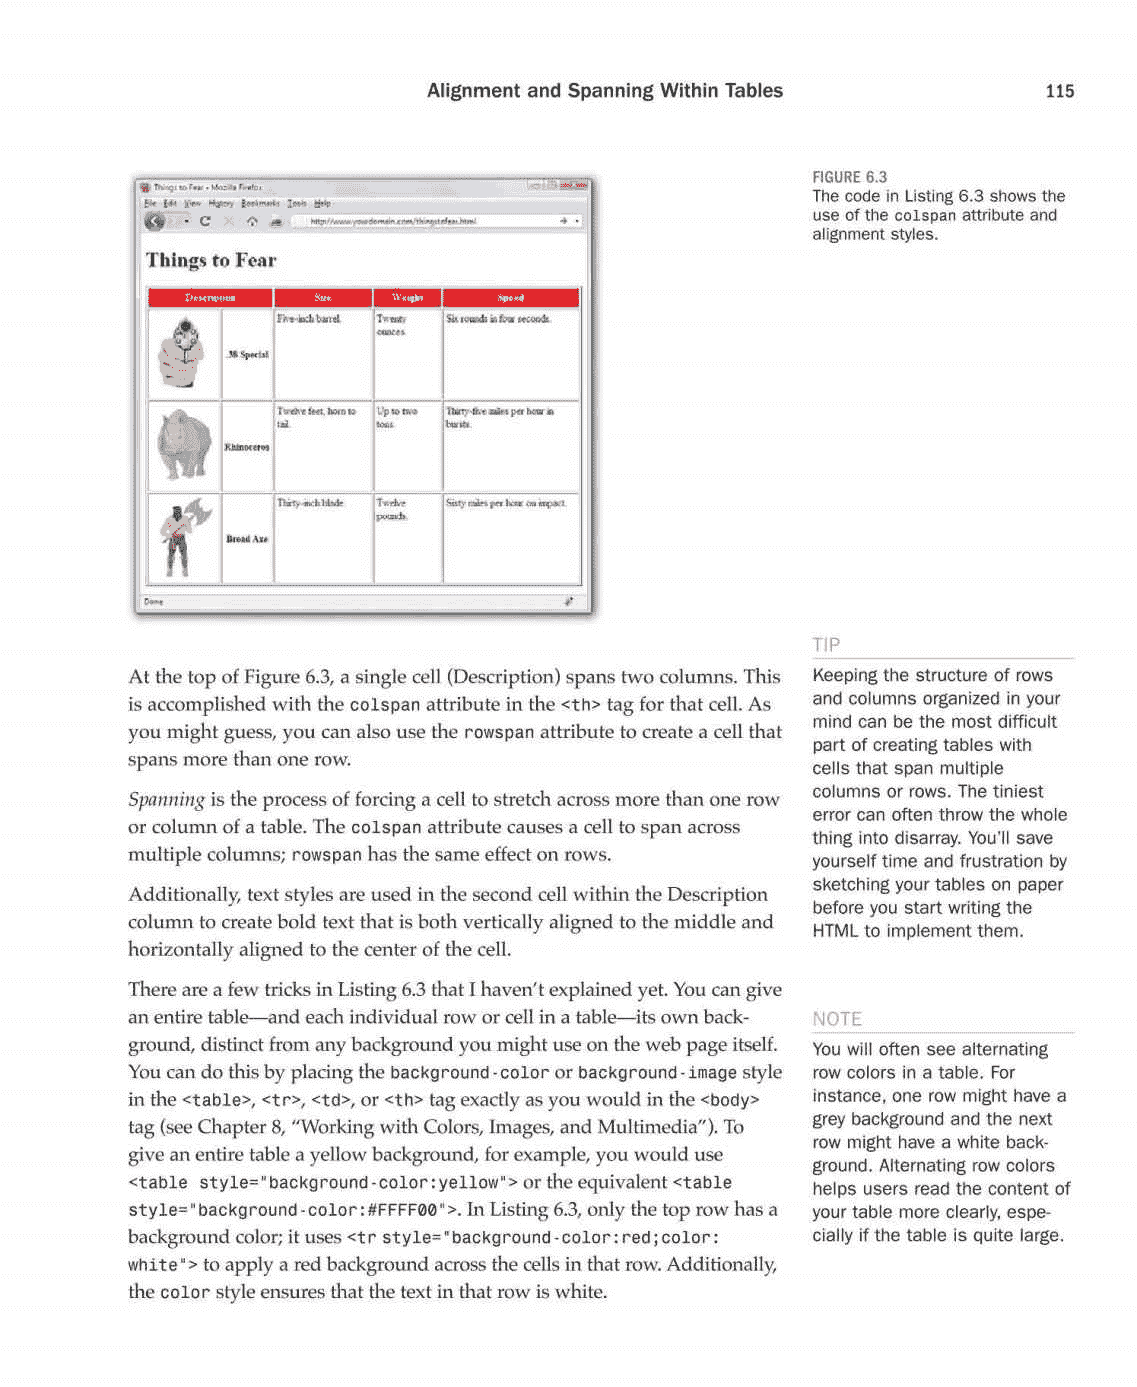 Alignment and Spanning Within Tables
115
Things to Fear - Mozilla Firefox
File Edit View History Bookmarks Tools Help
http://www.yourdomain.com/thingstofear.html
Things to Fear
Description Size Weight Speed
.38 Special
Five-inch barrel.
Twenty
ounces.
Six rounds in four seconds.
Rhinoceros
Twelve feet, horn to
tail.
Up to two
tons.
Thirty-five miles per hour in
bursts.
Broad Axe
Thirty-inch blade.
Twelve
pounds.
Sixty miles per hour on impact.
Done
FIGURE 6.3
The code in Listing 6.3 shows the
use of the colspan attribute and
alignment styles.
At the top of Figure 6.3, a single cell (Description) spans two columns. This
is accomplished with the colspan attribute in the <th> tag for that cell. As
you might guess, you can also use the rowspan attribute to create a cell that
spans more than one row.
Spanning is the process of forcing a cell to stretch across more than one row
or column of a table. The colspan attribute causes a cell to span across
multiple columns; rowspan has the same effect on rows.
Additionally, text styles are used in the second cell within the Description
column to create bold text that is both vertically aligned to the middle and
horizontally aligned to the center of the cell.
There are a few tricks in Listing 6.3 that I haven't explained yet. You can give
an entire table—and each individual row or cell in a table—its own back-
ground, distinct from any background you might use on the web page itself.
You can do this by placing the background-color or background-image style
in the <table>, <tr>, <td>, or <th> tag exactly as you would in the <body>
tag (see Chapter 8, "Working with Colors, Images, and Multimedia"). To
give an entire table a yellow background, for example, you would use
<table style="background-color:yellow"> or the equivalent <table
style="background-color:#FFFF00">. In Listing 6.3, only the top row has a
background color; it uses <tr style="background-color:red;color:
white"> to apply a red background across the cells in that row. Additionally,
the color style ensures that the text in that row is white.
TIP
Keeping the structure of rows
and columns organized in your
mind can be the most difficult
part of creating tables with
cells that span multiple
columns or rows. The tiniest
error can often throw the whole
thing into disarray. You'll save
yourself time and frustration by
sketching your tables on paper
before you start writing the
HTML to implement them.
NOTE
You will often see alternating
row colors in a table. For
instance, one row might have a
grey background and the next
row might have a white back-
ground. Alternating row colors
helps users read the content of
your table more clearly, espe-
cially if the table is quite large.